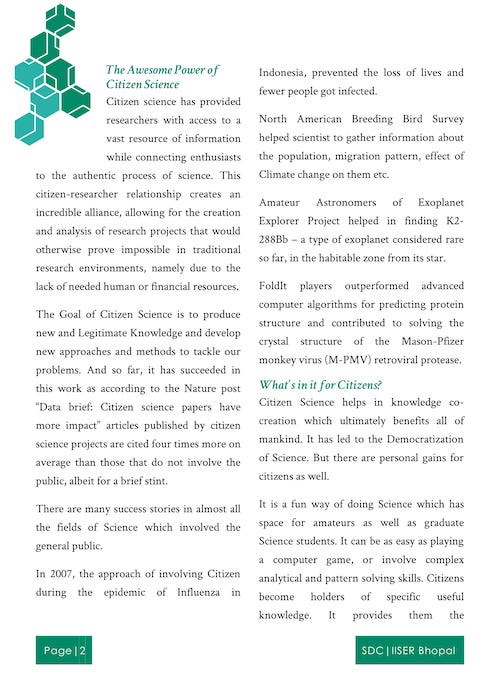 The Awesome Power of
Citizen Science
Citizen science has provided
researchers with access to a
vast resource of information
while connecting enthusiasts
to the authentic process of science. This
citizen-researcher relationship creates an
incredible alliance, allowing for the creation
and analysis of research projects that would
otherwise prove impossible in traditional
research environments, namely due to the
lack of needed human or financial resources.
The Goal of Citizen Science is to produce
new and Legitimate Knowledge and develop
new approaches and methods to tackle our
problems. And so far, it has succeeded in
this work as according to the Nature post
“Data brief: Citizen science papers have
more impact” articles published by citizen
science projects are cited four times more on
average than those that do not involve the
public, albeit for a brief stint.
There are many success stories in almost all
the fields of Science which involved the
general public.
In 2007, the approach of involving Citizen
during the epidemic of Influenza in
Indonesia, prevented the loss of lives and
fewer people got infected.
North American Breeding Bird Survey
helped scientist to gather information about
the population, migration pattern, effect of
Climate change on them etc.
Amateur Astronomers of Exoplanet
Explorer Project helped in finding K2-
288Bb – a type of exoplanet considered rare
so far, in the habitable zone from its star.
FoldIt players outperformed advanced
computer algorithms for predicting protein
structure and contributed to solving the
crystal structure of the Mason-Pfizer
monkey virus (M-PMV) retroviral protease.
What's in it for Citizens?
Citizen Science helps in knowledge co-
creation which ultimately benefits all of
mankind. It has led to the Democratization
of Science. But there are personal gains for
citizens as well.
It is a fun way of doing Science which has
space for amateurs as well as graduate
Science students. It can be as easy as playing
a computer game, or involve complex
analytical and pattern solving skills. Citizens
become holders of specific useful
knowledge. It provides them the
Page|2
SDC|IISER Bhopal